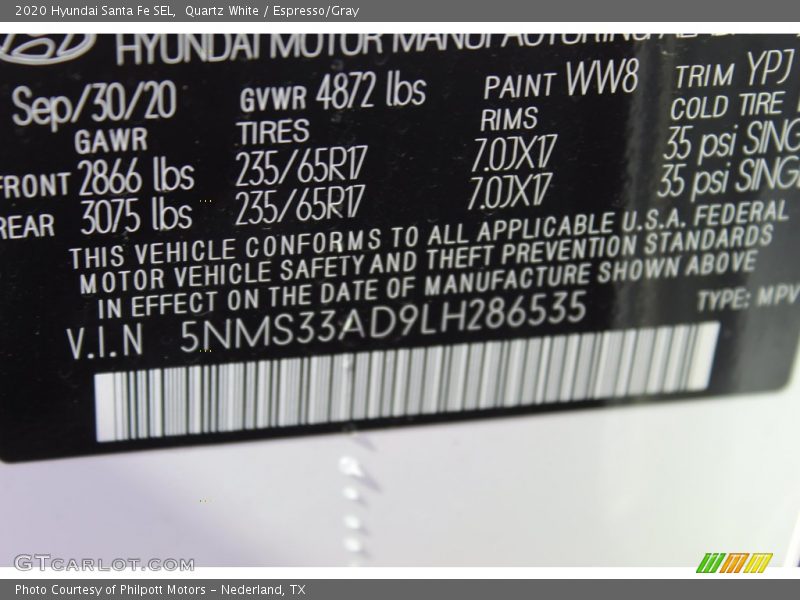 2020 Hyundai Santa Fe SEL, Quartz White / Espresso/Gray
HYUNDAI MOTOR MANUFACTURING
Sep/30/20 GVWR 4872 lbs PAINT WW8 TRIM YPJ
GAWR TIRES RIMS COLD TIRE
FRONT 2866 lbs 235/65R17 7.0JX17 35 psi SING
REAR 3075 lbs 235/65R17 7.0JX17 35 psi SINGL
THIS VEHICLE CONFORMS TO ALL APPLICABLE U.S.A. FEDERAL
MOTOR VEHICLE SAFETY AND THEFT PREVENTION STANDARDS
IN EFFECT ON THE DATE OF MANUFACTURE SHOWN ABOVE
V.I.N 5NMS33AD9LH286535 TYPE: MPV
GTCARLOT.COM
Photo Courtesy of Philpott Motors - Nederland, TX